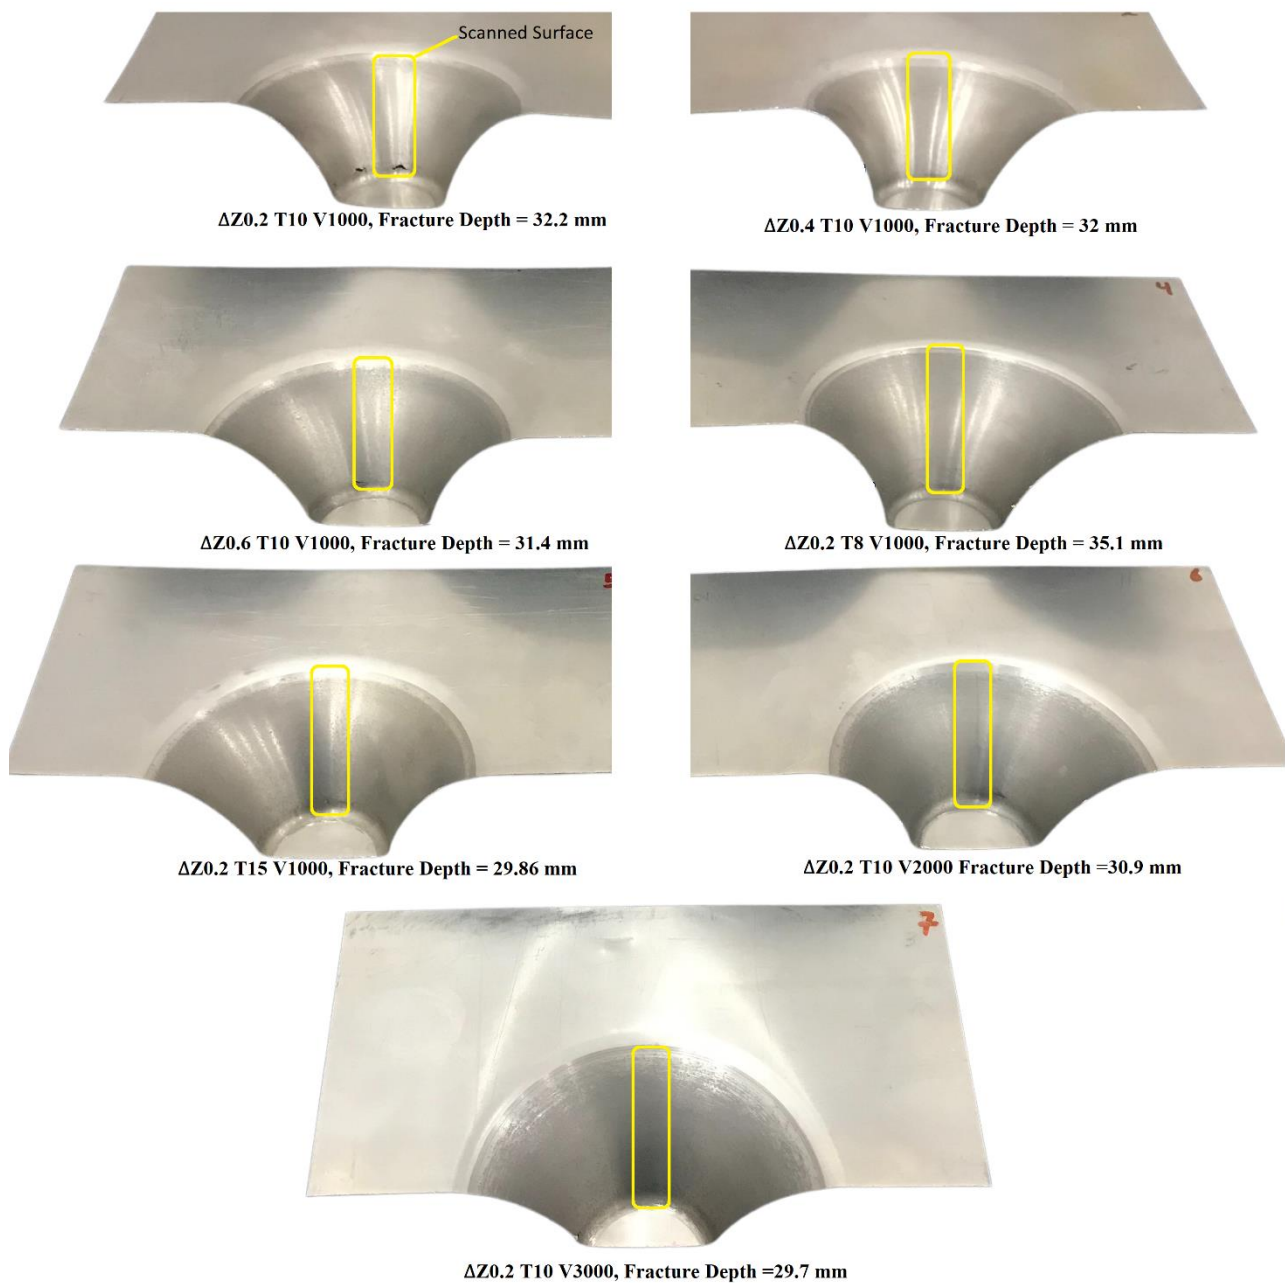 Scanned Surface
ΔZ0.2 T10 V1000, Fracture Depth = 32.2 mm
ΔZ0.4 T10 V1000, Fracture Depth = 32 mm
4
ΔZ0.6 T10 V1000, Fracture Depth = 31.4 mm
ΔZ0.2 T8 V1000, Fracture Depth = 35.1 mm
5
6
ΔZ0.2 T15 V1000, Fracture Depth = 29.86 mm
ΔZ0.2 T10 V2000 Fracture Depth =30.9 mm
7
3
ΔZ0.2 T10 V3000, Fracture Depth =29.7 mm